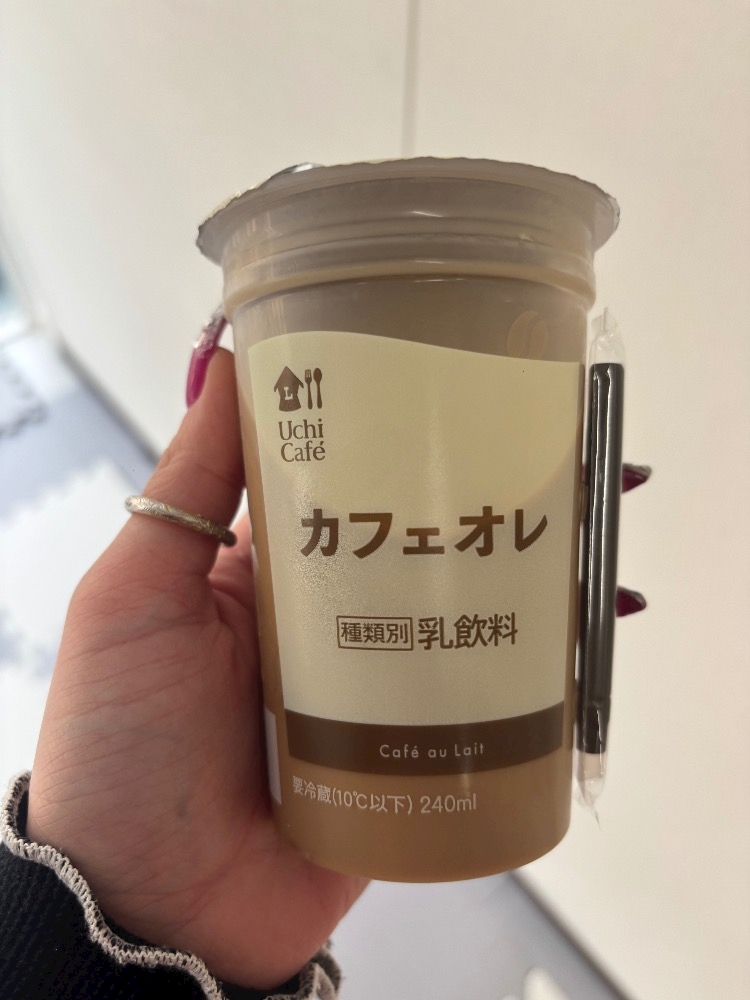 L
Uchi
Café
カフェオレ
種類別 乳飲料
Café au Lait
要冷蔵(10℃以下) 240ml